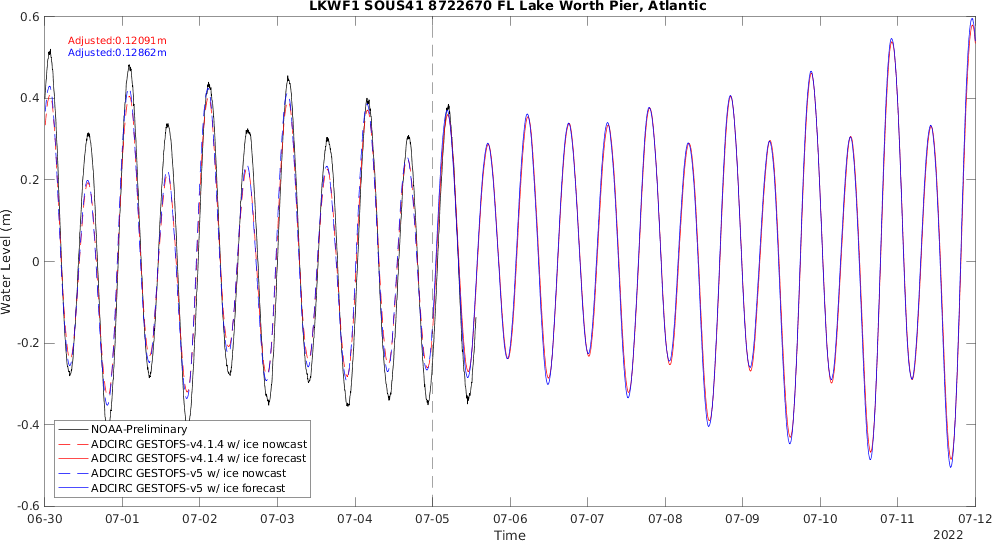 LKWF1 SOUS41 8722670 FL Lake Worth Pier, Atlantic
Adjusted:0.12091m
Adjusted:0.12862m
Water Level (m)
0.6
0.4
0.2
0
-0.2
-0.4
-0.6
NOAA-Preliminary
ADCIRC GESTOFS-v4.1.4 w/ ice nowcast
ADCIRC GESTOFS-v4.1.4 w/ ice forecast
ADCIRC GESTOFS-v5 w/ ice nowcast
ADCIRC GESTOFS-v5 w/ ice forecast
06-30 07-01 07-02 07-03 07-04 07-05 07-06 07-07 07-08 07-09 07-10 07-11 07-12
Time
2022